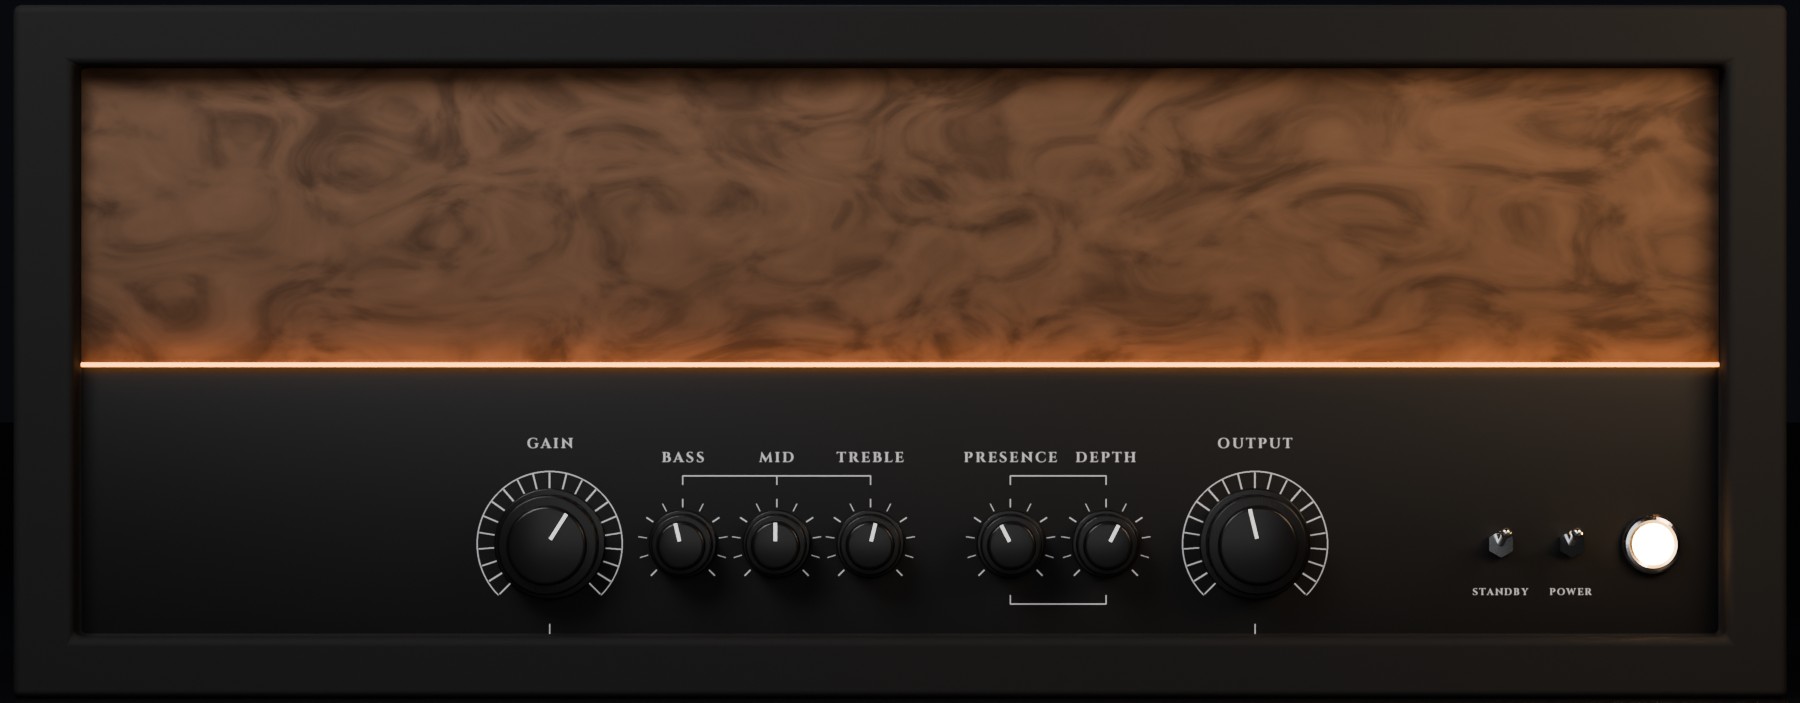 GAIN
BASS
MID
TREBLE
PRESENCE
DEPTH
OUTPUT
STANDBY
POWER